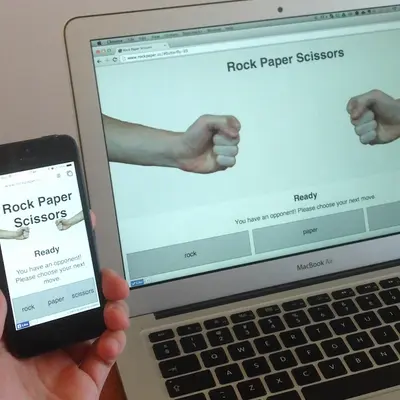 Rock Paper Scissors
Ready
You have an opponent! Please choose your next move
rock
paper
MacBook Air
Rock Paper
Scissors
Ready
You have an opponent!
Please choose your next
move.
rock
paper
scissors